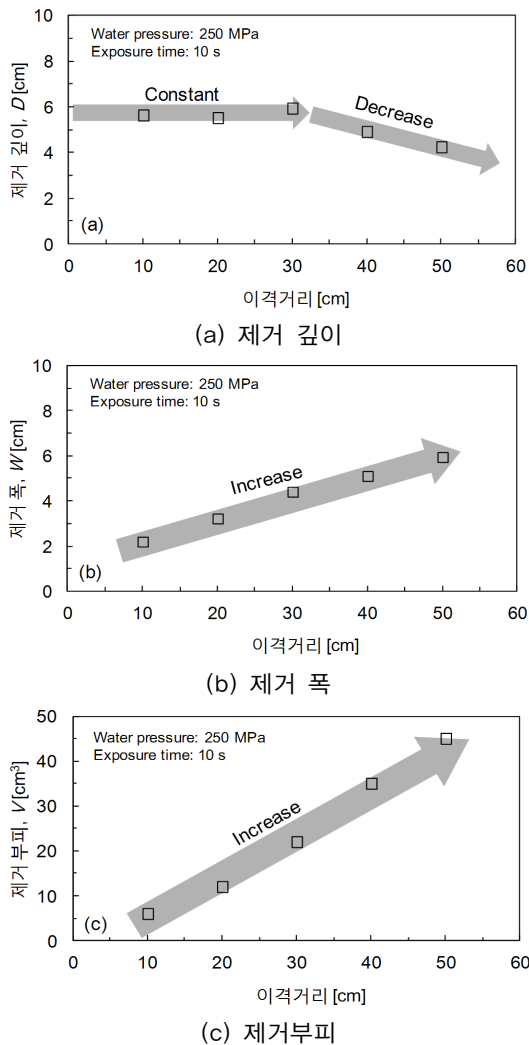 10
Water pressure: 250 MPa
Exposure time: 10 s
8
제거 깊이, D [cm]
Constant
Decrease
6
4
2
(a)
0
0 10 20 30 40 50 60
이격거리 [cm]
(a) 제거 깊이
10
Water pressure: 250 MPa
Exposure time: 10 s
8
제거 폭, W [cm]
6
Increase
4
2
(b)
0
0 10 20 30 40 50 60
이격거리 [cm]
(b) 제거 폭
50
Water pressure: 250 MPa
Exposure time: 10 s
40
제거 부피, V [cm³]
30
Increase
20
10
(c)
0
0 10 20 30 40 50 60
이격거리 [cm]
(c) 제거부피